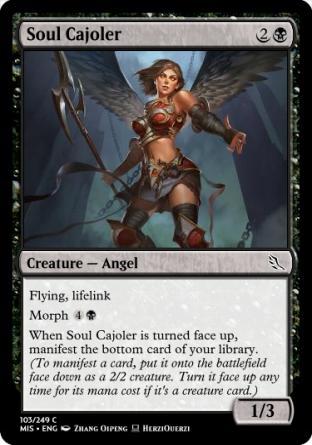 Soul Cajoler 2
Creature — Angel
Flying, lifelink
Morph 4
When Soul Cajoler is turned face up,
manifest the bottom card of your library.
(To manifest a card, put it onto the battlefield
face down as a 2/2 creature. Turn it face up any
time for its mana cost if it's a creature card.)
1/3
103/249 C
MIS • ENG Zhang Qipeng © HerziQuerzi